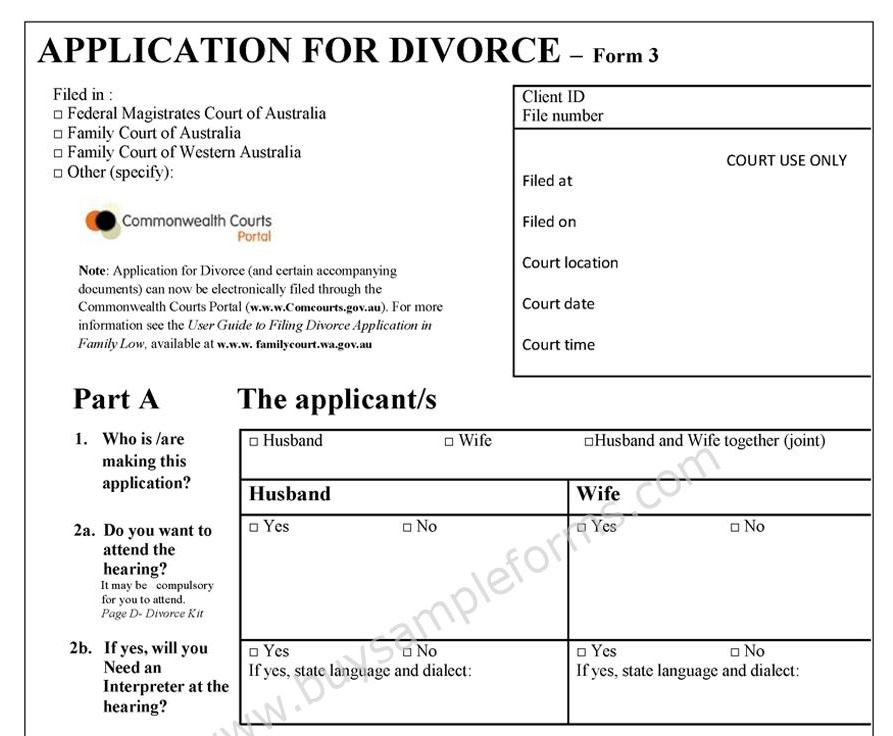 APPLICATION FOR DIVORCE – Form 3
Filed in :
□ Federal Magistrates Court of Australia
□ Family Court of Australia
□ Family Court of Western Australia
□ Other (specify):
Commonwealth Courts
Portal
Note: Application for Divorce (and certain accompanying
documents) can now be electronically filed through the
Commonwealth Courts Portal (w.w.w.Comcourts.gov.au). For more
information see the User Guide to Filing Divorce Application in
Family Low, available at w.w.w. familycourt.wa.gov.au
Client ID
File number
COURT USE ONLY
Filed at
Filed on
Court location
Court date
Court time
Part A The applicant/s
1. Who is /are
making this
application?
□ Husband □ Wife □Husband and Wife together (joint)
Husband Wife
2a. Do you want to
attend the
hearing?
It may be compulsory
for you to attend.
Page D- Divorce Kit
□ Yes □ No □ Yes □ No
2b. If yes, will you
Need an
Interpreter at the
hearing?
□ Yes □ No □ Yes □ No
If yes, state language and dialect: If yes, state language and dialect:
www.buysampleforms.com